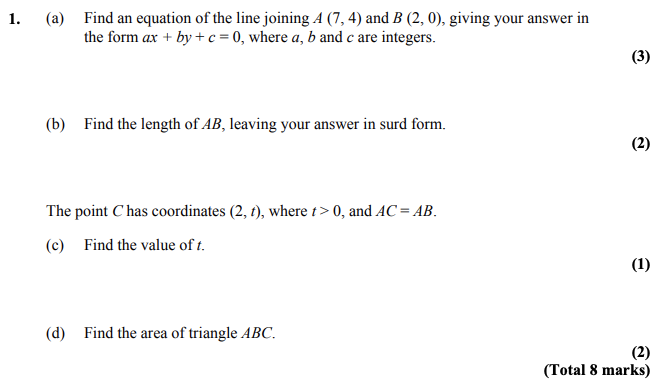 1. (a) Find an equation of the line joining A (7, 4) and B (2, 0), giving your answer in
the form ax + by + c = 0, where a, b and c are integers.
(3)
(b) Find the length of AB, leaving your answer in surd form.
(2)
The point C has coordinates (2, t), where t > 0, and AC = AB.
(c) Find the value of t.
(1)
(d) Find the area of triangle ABC.
(2)
(Total 8 marks)